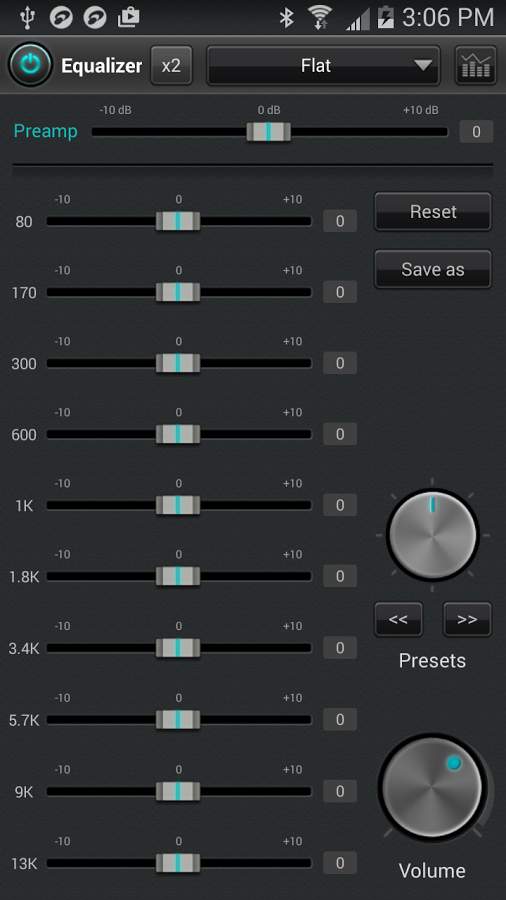 3:06 PM
Equalizer x2 Flat
-10 dB 0 dB +10 dB
Preamp 0
-10 0 +10
80 0 Reset
Save as
-10 0 +10
170 0
-10 0 +10
300 0
-10 0 +10
600 0
-10 0 +10
1K 0
-10 0 +10
1.8K 0
<< >>
-10 0 +10
3.4K 0
Presets
-10 0 +10
5.7K 0
-10 0 +10
9K 0
-10 0 +10
13K 0
Volume